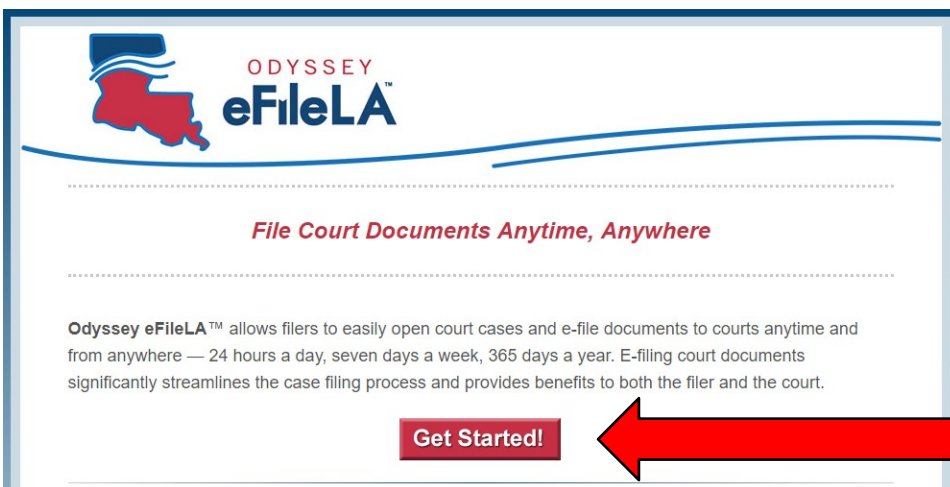 ODYSSEY
eFileLA™
File Court Documents Anytime, Anywhere
Odyssey eFileLA™ allows filers to easily open court cases and e-file documents to courts anytime and
from anywhere — 24 hours a day, seven days a week, 365 days a year. E-filing court documents
significantly streamlines the case filing process and provides benefits to both the filer and the court.
Get Started!